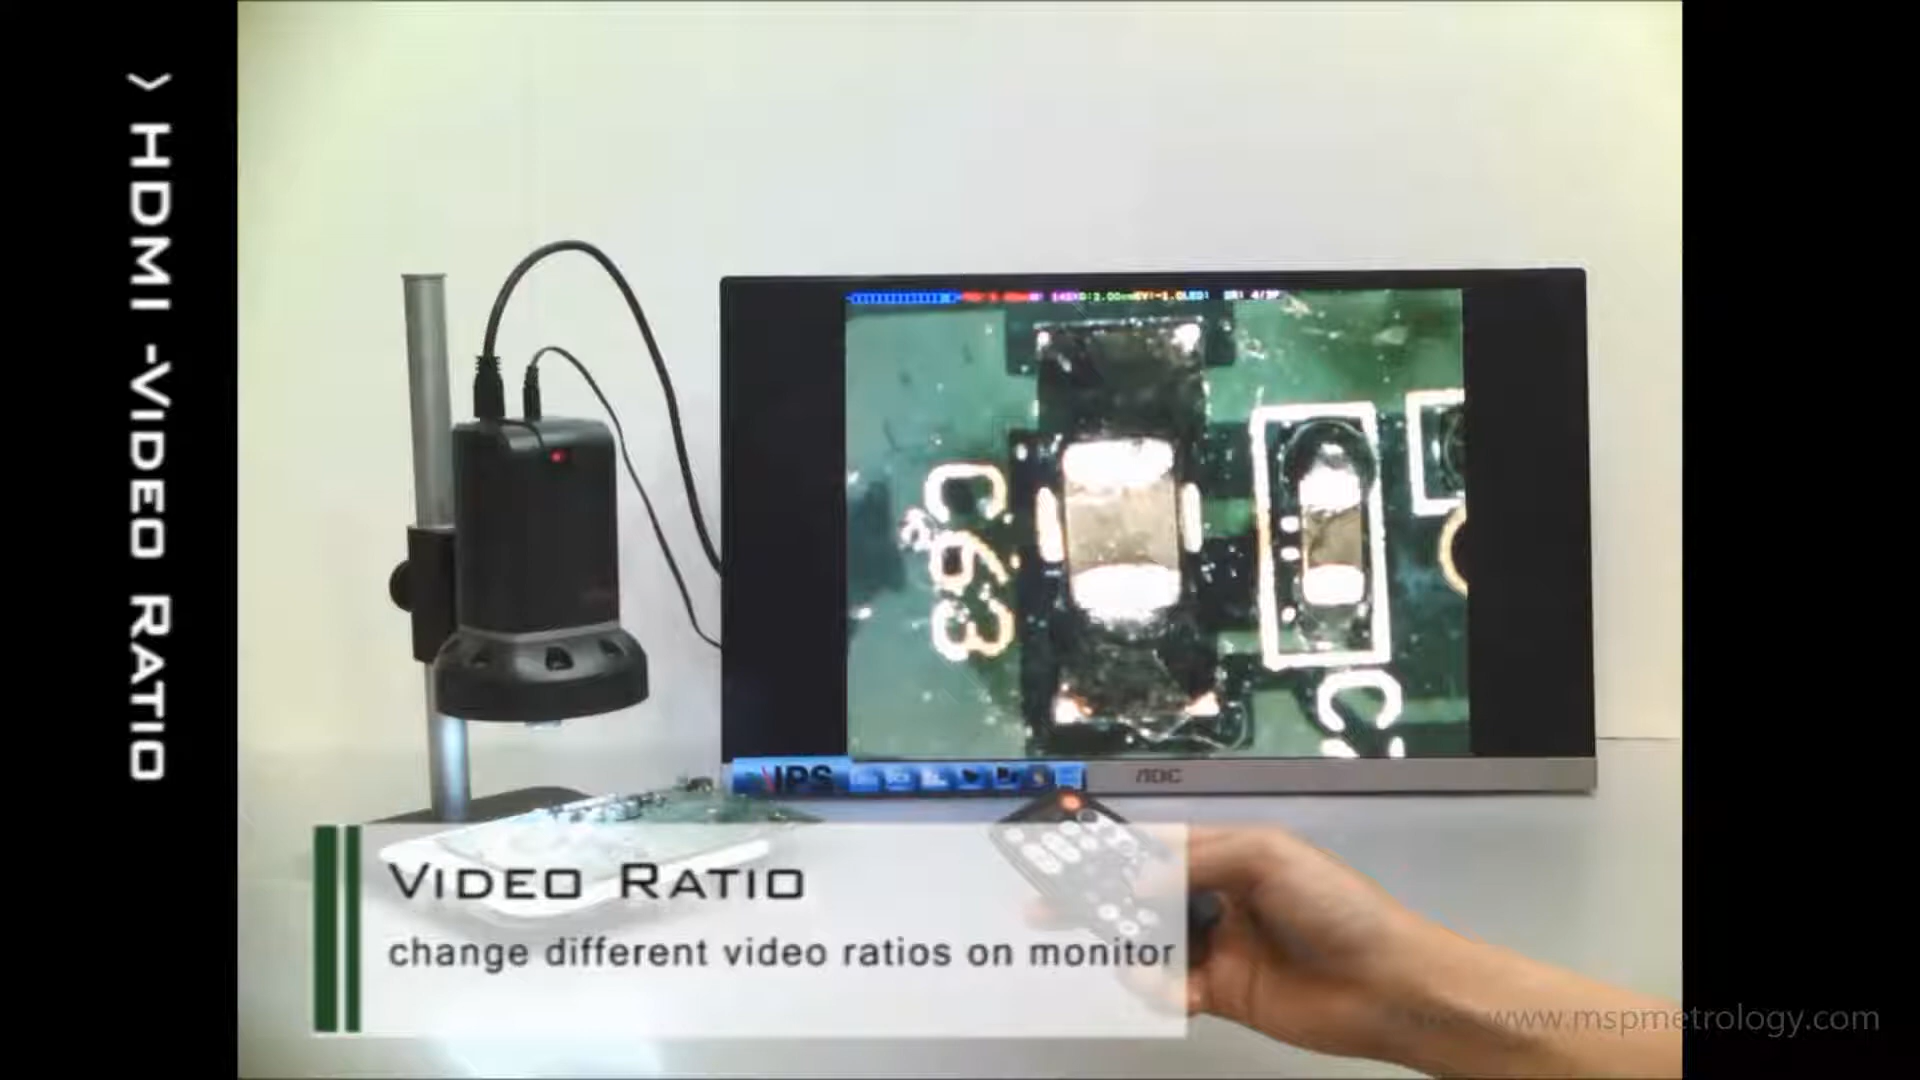 > HDMI -VIDEO RATIO
C63
C
IPS
AOC
VIDEO RATIO
change different video ratios on monitor
www.mspmetrology.com